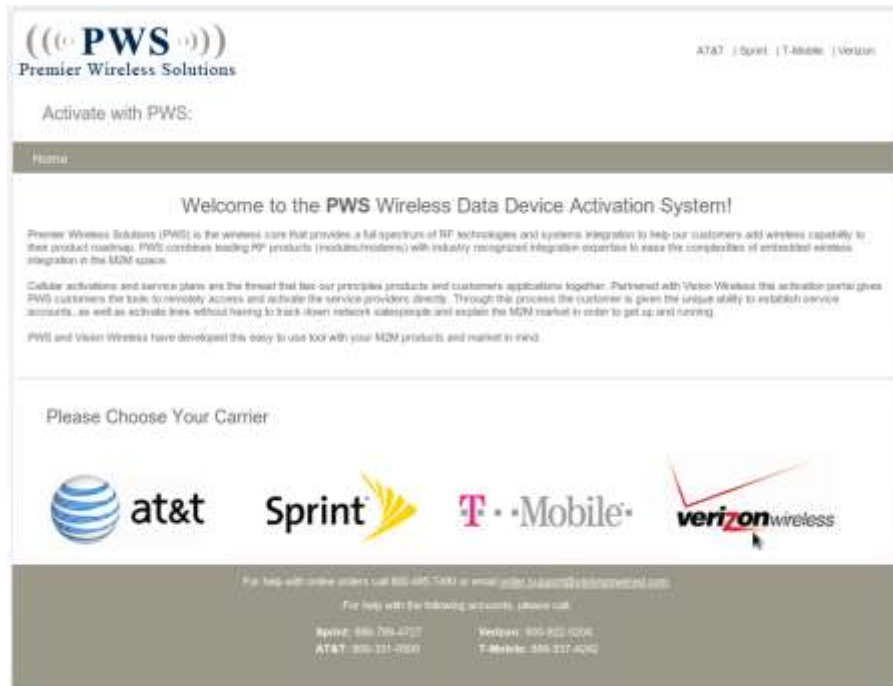 ((( PWS )))
Premier Wireless Solutions
AT&T | Sprint | T-Mobile | Verizon
Activate with PWS:
Home
Welcome to the PWS Wireless Data Device Activation System!
Premier Wireless Solutions (PWS) is the wireless core that provides a full spectrum of RF technologies and systems integration to help our customers add wireless capability to
their product roadmap. PWS combines leading RF products (modules/modems) with industry recognized integration expertise to ease the complexities of embedded wireless
integration in the M2M space.
Cellular activations and service plans are the thread that ties our principles products and customers applications together. Partnered with Vision Wireless this activation portal gives
PWS customers the tools to remotely access and activate the service providers directly. Through this process the customer is given the unique ability to establish service
accounts, as well as activate lines without having to track down network salespeople and explain the M2M market in order to get up and running.
PWS and Vision Wireless have developed this easy to use tool with your M2M products and market in mind.
Please Choose Your Carrier
at&t
Sprint
T··Mobile·
verizonwireless
For help with online orders call or email
For help with the following accounts, please call:
Sprint: Verizon:
AT&T: T-Mobile: